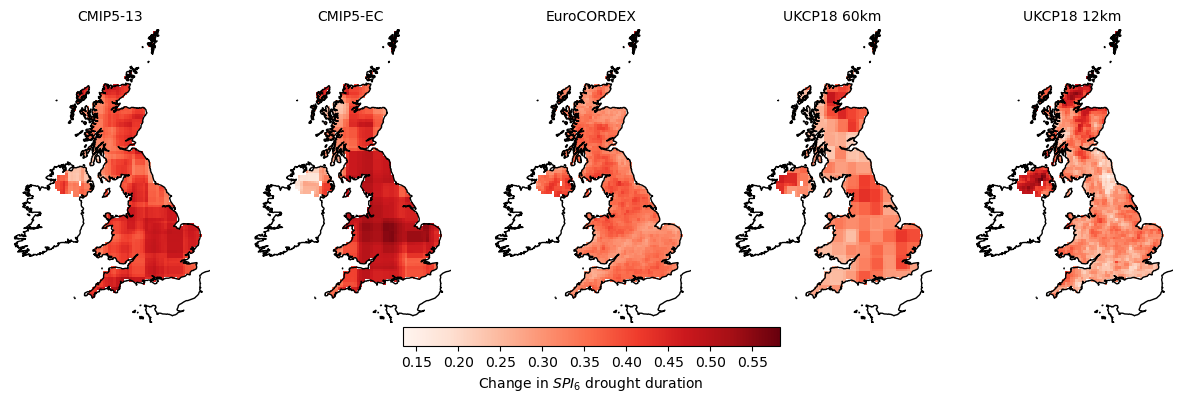 CMIP5-13 CMIP5-EC EuroCORDEX UKCP18 60km UKCP18 12km
0.15 0.20 0.25 0.30 0.35 0.40 0.45 0.50 0.55
Change in SPI₆ drought duration